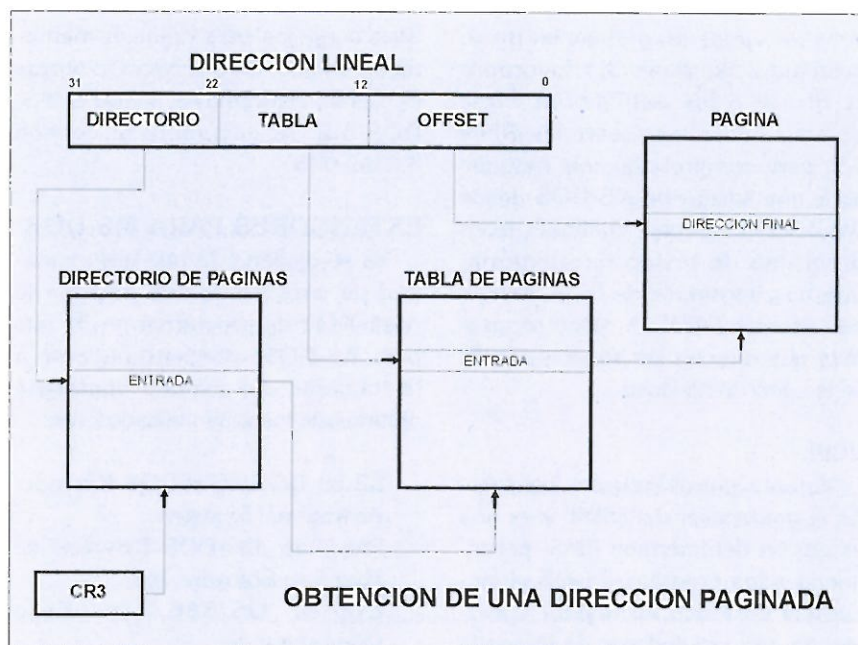 DIRECCION LINEAL
31 22 12 0
DIRECTORIO TABLA OFFSET
PAGINA
DIRECCION FINAL
DIRECTORIO DE PAGINAS
TABLA DE PAGINAS
ENTRADA
ENTRADA
CR3
OBTENCION DE UNA DIRECCION PAGINADA